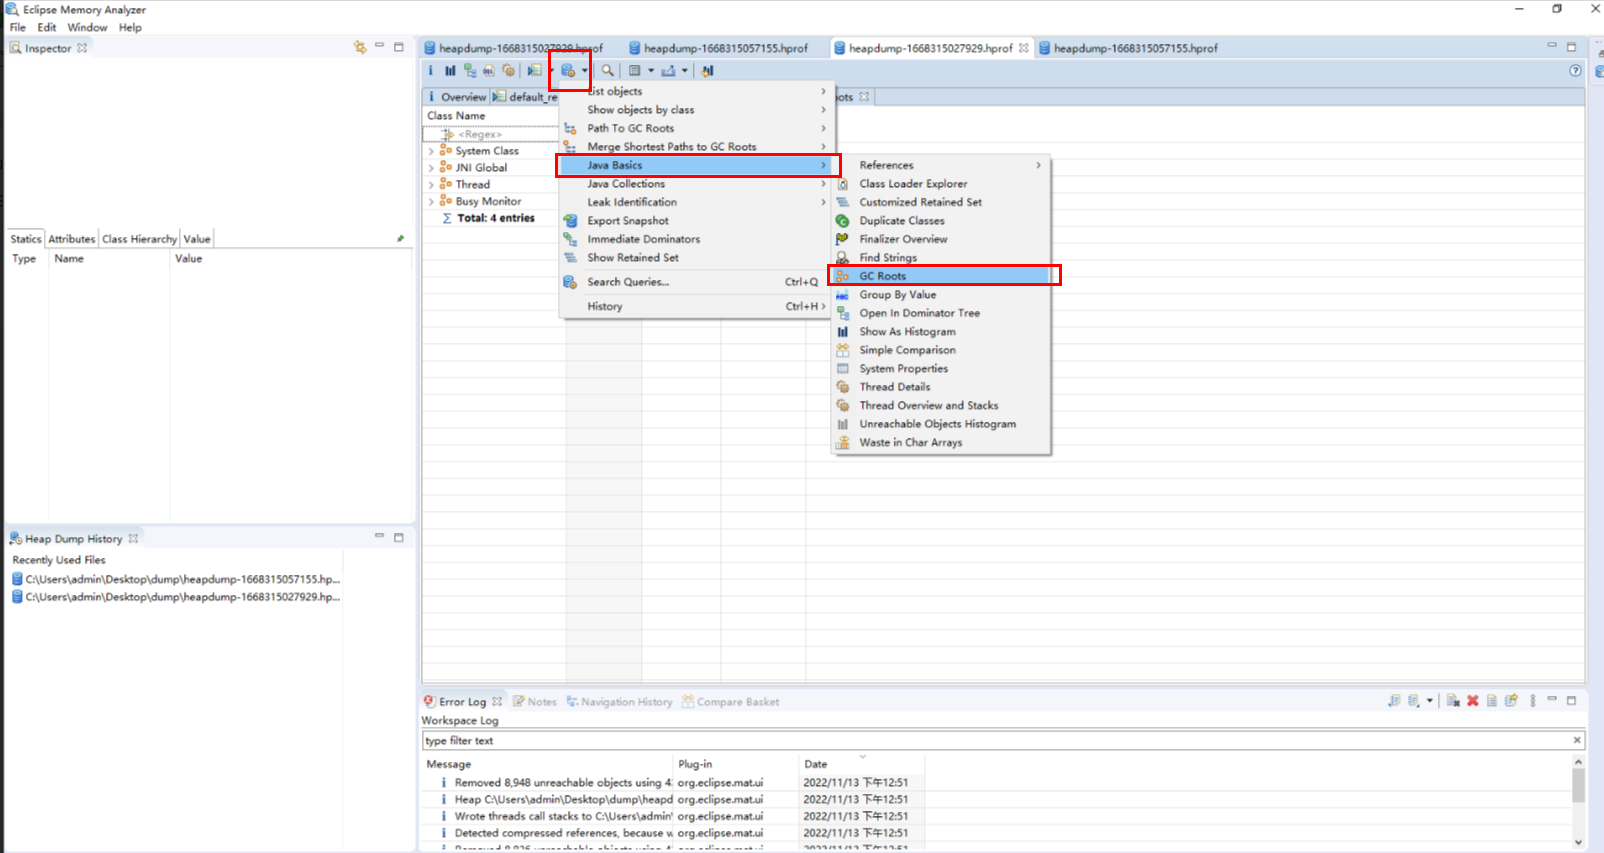 Eclipse Memory Analyzer
File Edit Window Help
Inspector
heapdump-1668315027929.hprof
heapdump-1668315057155.hprof
heapdump-1668315027929.hprof
heapdump-1668315057155.hprof
Overview
default_re
ots
Class Name
<Regex>
System Class
JNI Global
Thread
Busy Monitor
Total: 4 entries
List objects
Show objects by class
Path To GC Roots
Merge Shortest Paths to GC Roots
Java Basics
Java Collections
Leak Identification
Export Snapshot
Immediate Dominators
Show Retained Set
Search Queries... Ctrl+Q
History Ctrl+H
References
Class Loader Explorer
Customized Retained Set
Duplicate Classes
Finalizer Overview
Find Strings
GC Roots
Group By Value
Open In Dominator Tree
Show As Histogram
Simple Comparison
System Properties
Thread Details
Thread Overview and Stacks
Unreachable Objects Histogram
Waste in Char Arrays
Statics Attributes Class Hierarchy Value
Type Name Value
Heap Dump History
Recently Used Files
C:\Users\admin\Desktop\dump\heapdump-1668315057155.hp...
C:\Users\admin\Desktop\dump\heapdump-1668315027929.hp...
Error Log Notes Navigation History Compare Basket
Workspace Log
type filter text
Message Plug-in Date
Removed 8,948 unreachable objects using 4 org.eclipse.mat.ui 2022/11/13 下午12:51
Heap C:\Users\admin\Desktop\dump\heapd org.eclipse.mat.ui 2022/11/13 下午12:51
Wrote threads call stacks to C:\Users\admin\ org.eclipse.mat.ui 2022/11/13 下午12:51
Detected compressed references, because w org.eclipse.mat.ui 2022/11/13 下午12:51